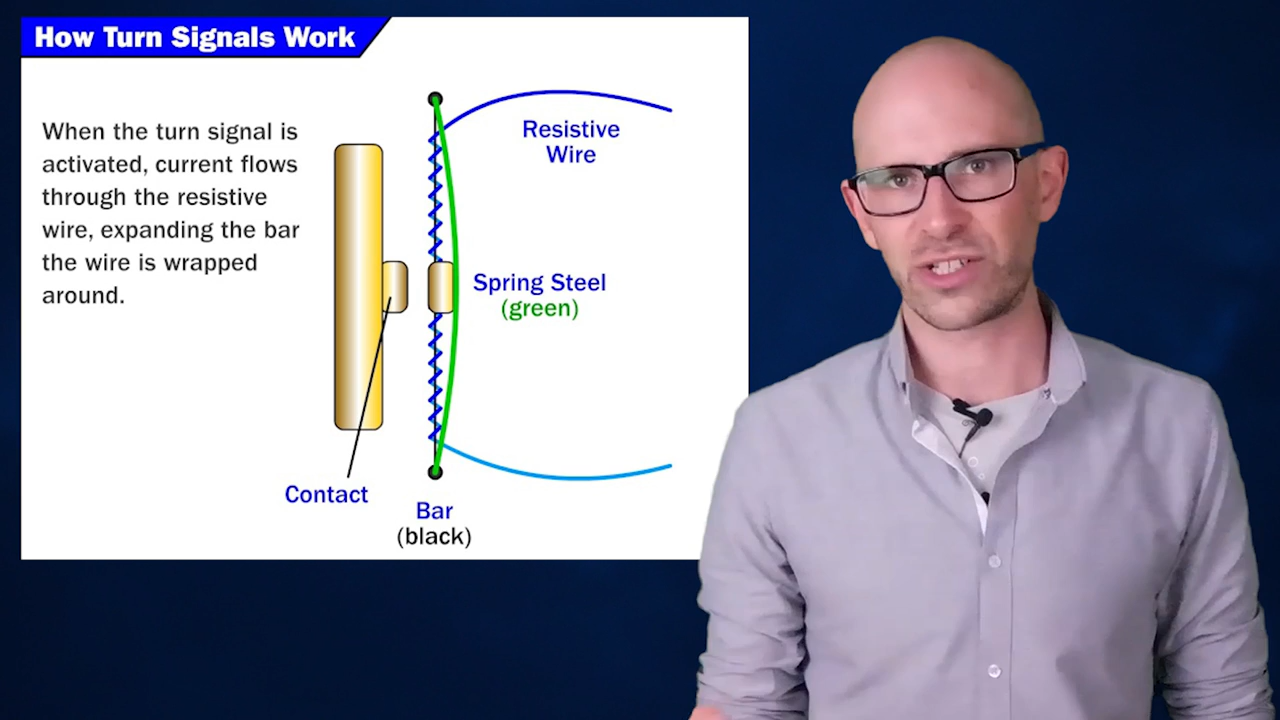 How Turn Signals Work
When the turn signal is
activated, current flows
through the resistive
wire, expanding the bar
the wire is wrapped
around.
Resistive
Wire
Spring Steel
(green)
Contact
Bar
(black)